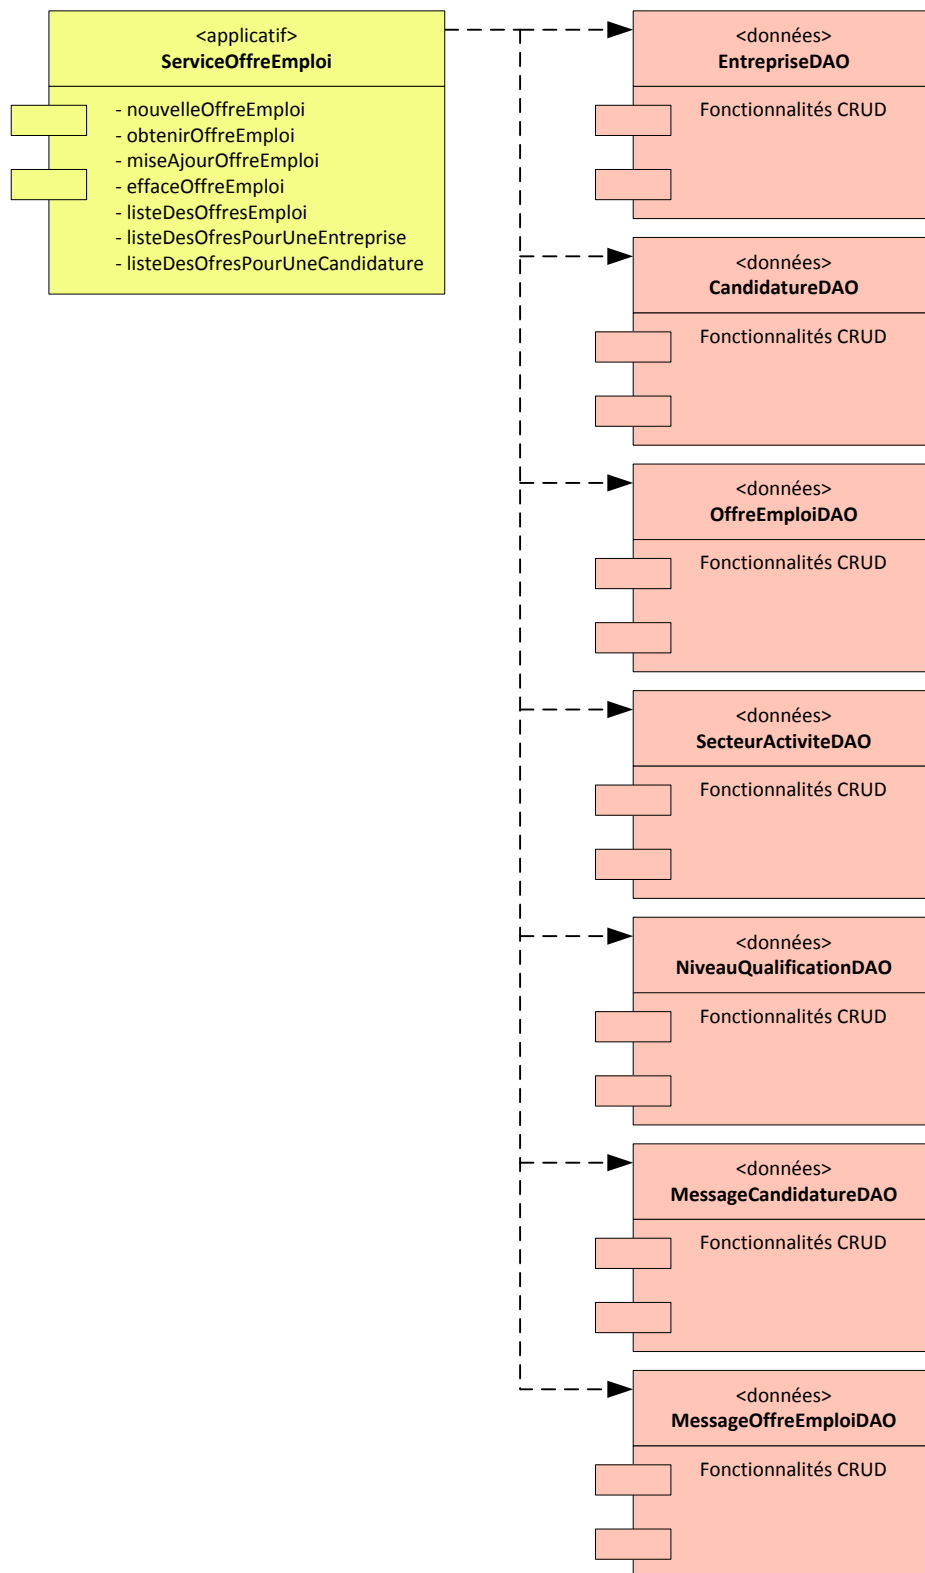 <applicatif>
ServiceOffreEmploi
- nouvelleOffreEmploi
- obtenirOffreEmploi
- miseAjourOffreEmploi
- effaceOffreEmploi
- listeDesOffresEmploi
- listeDesOfresPourUneEntreprise
- listeDesOfresPourUneCandidature
<données>
EntrepriseDAO
Fonctionnalités CRUD
<données>
CandidatureDAO
Fonctionnalités CRUD
<données>
OffreEmploiDAO
Fonctionnalités CRUD
<données>
SecteurActiviteDAO
Fonctionnalités CRUD
<données>
NiveauQualificationDAO
Fonctionnalités CRUD
<données>
MessageCandidatureDAO
Fonctionnalités CRUD
<données>
MessageOffreEmploiDAO
Fonctionnalités CRUD